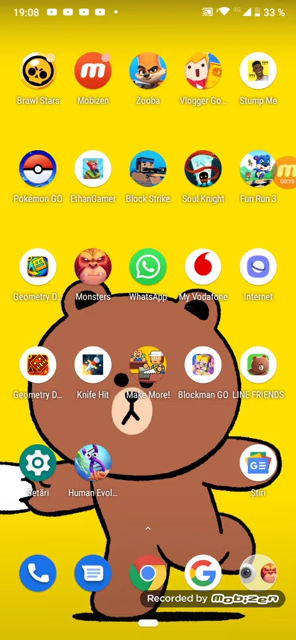 19:08 4G 33 %
Brawl Stars Mobizen Zooba Vlogger Go... Stump Me
Pokémon GO EthanGamer Block Strike Soul Knight Fun Run 3
Geometry D... Monsters WhatsApp My Vodafone Internet
Geometry D... Knife Hit Make More! Blockman GO LINE FRIENDS
Setări Human Evol... Știri
Recorded by mobizen